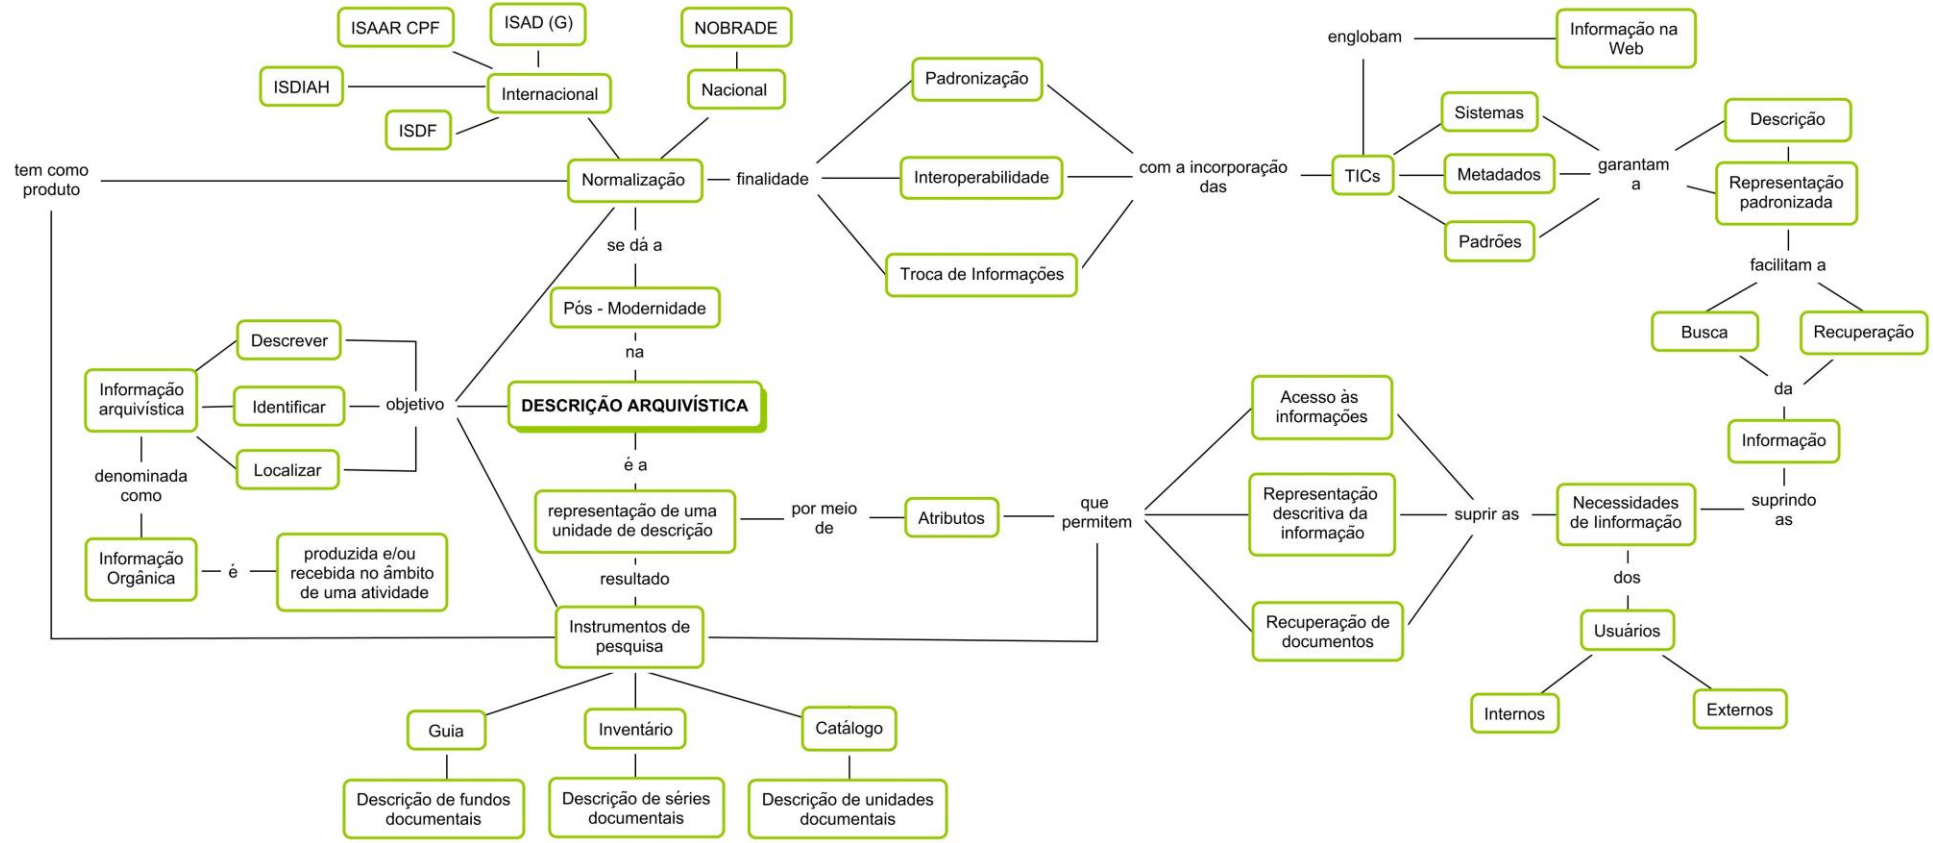 ISAAR CPF
ISAD (G)
NOBRADE
ISDIAH
Internacional
Nacional
ISDF
tem como
produto
Normalização
finalidade
Padronização
Interoperabilidade
Troca de Informações
com a incorporação
das
TICs
englobam
Informação na
Web
Sistemas
Metadados
Padrões
garantam
a
Descrição
Representação
padronizada
facilitam a
Busca
Recuperação
da
Informação
suprindo
as
se dá a
Pós - Modernidade
na
DESCRIÇÃO ARQUIVÍSTICA
objetivo
Descrever
Identificar
Localizar
Informação
arquivística
denominada
como
Informação
Orgânica
é
produzida e/ou
recebida no âmbito
de uma atividade
é a
representação de uma
unidade de descrição
por meio
de
Atributos
que
permitem
Acesso às
informações
Representação
descritiva da
informação
Recuperação de
documentos
suprir as
Necessidades
de Iinformação
dos
Usuários
Internos
Externos
resultado
Instrumentos de
pesquisa
Guia
Inventário
Catálogo
Descrição de fundos
documentais
Descrição de séries
documentais
Descrição de unidades
documentais